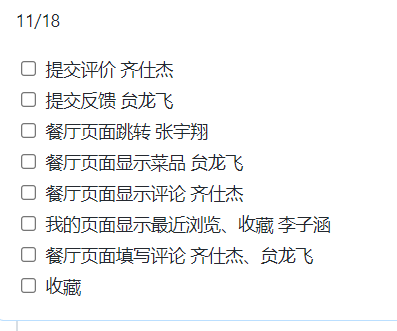 11/18
提交评价 齐仕杰
提交反馈 贠龙飞
餐厅页面跳转 张宇翔
餐厅页面显示菜品 贠龙飞
餐厅页面显示评论 齐仕杰
我的页面显示最近浏览、收藏 李子涵
餐厅页面填写评论 齐仕杰、贠龙飞
收藏